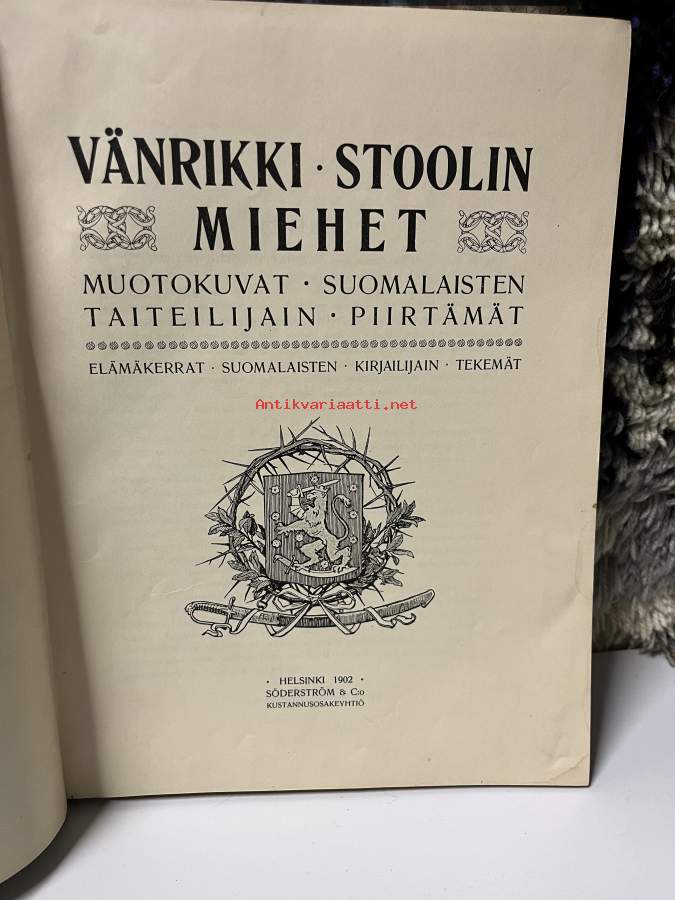 VÄNRIKKI · STOOLIN
MIEHET
MUOTOKUVAT · SUOMALAISTEN
TAITEILIJAIN · PIIRTÄMÄT
ELÄMÄKERRAT · SUOMALAISTEN · KIRJAILIJAIN · TEKEMÄT
Antikvariaatti.net
· HELSINKI 1902 ·
SÖDERSTRÖM & C:o
KUSTANNUSOSAKEYHTIÖ